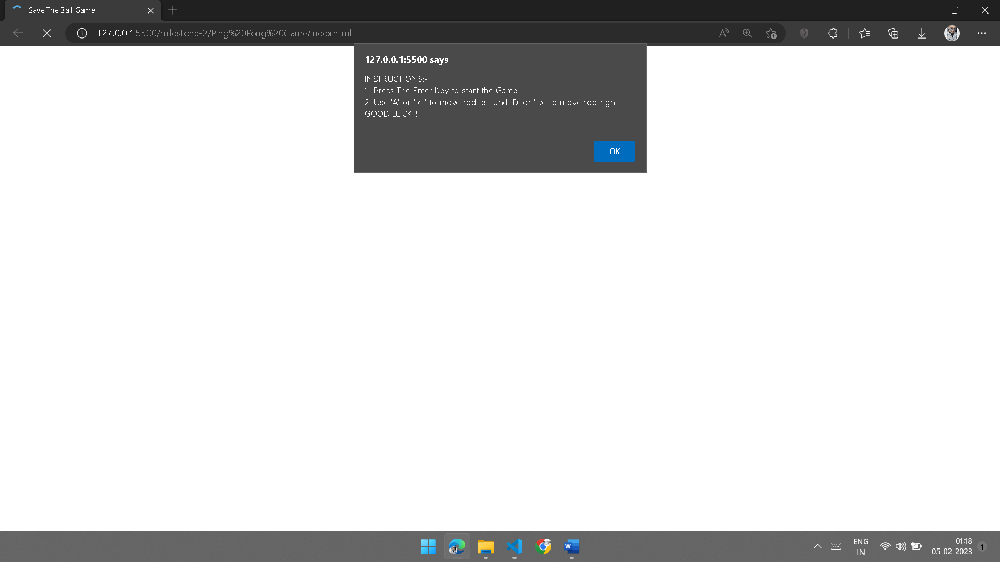 Save The Ball Game
127.0.0.1:5500/milestone-2/Ping%20Pong%20Game/index.html
127.0.0.1:5500 says
INSTRUCTIONS:-
1. Press The Enter Key to start the Game
2. Use 'A' or '<-' to move rod left and 'D' or '->' to move rod right
GOOD LUCK !!
OK
ENG
IN
01:18
05-02-2023
1